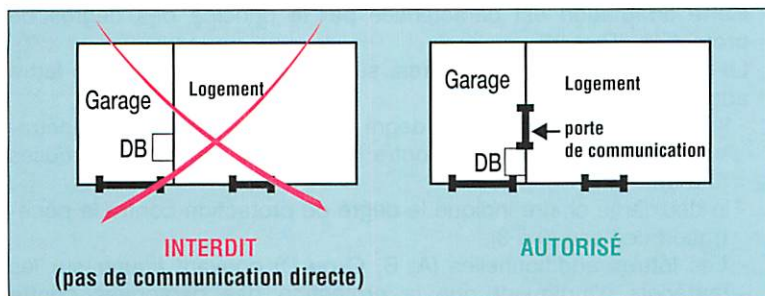 Garage
Logement
DB
INTERDIT
(pas de communication directe)
Garage
Logement
porte
de communication
DB
AUTORISÉ